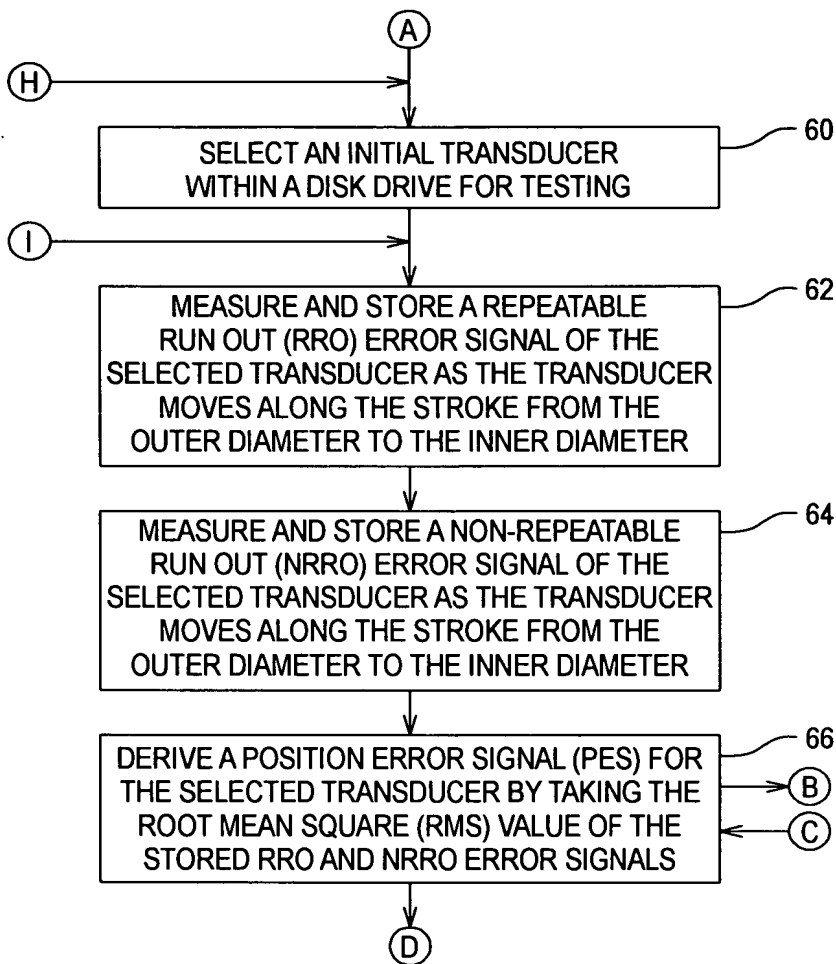 A
H
60
SELECT AN INITIAL TRANSDUCER
WITHIN A DISK DRIVE FOR TESTING
I
62
MEASURE AND STORE A REPEATABLE
RUN OUT (RRO) ERROR SIGNAL OF THE
SELECTED TRANSDUCER AS THE TRANSDUCER
MOVES ALONG THE STROKE FROM THE
OUTER DIAMETER TO THE INNER DIAMETER
64
MEASURE AND STORE A NON-REPEATABLE
RUN OUT (NRRO) ERROR SIGNAL OF THE
SELECTED TRANSDUCER AS THE TRANSDUCER
MOVES ALONG THE STROKE FROM THE
OUTER DIAMETER TO THE INNER DIAMETER
66
DERIVE A POSITION ERROR SIGNAL (PES) FOR
THE SELECTED TRANSDUCER BY TAKING THE
ROOT MEAN SQUARE (RMS) VALUE OF THE
STORED RRO AND NRRO ERROR SIGNALS
B
C
D